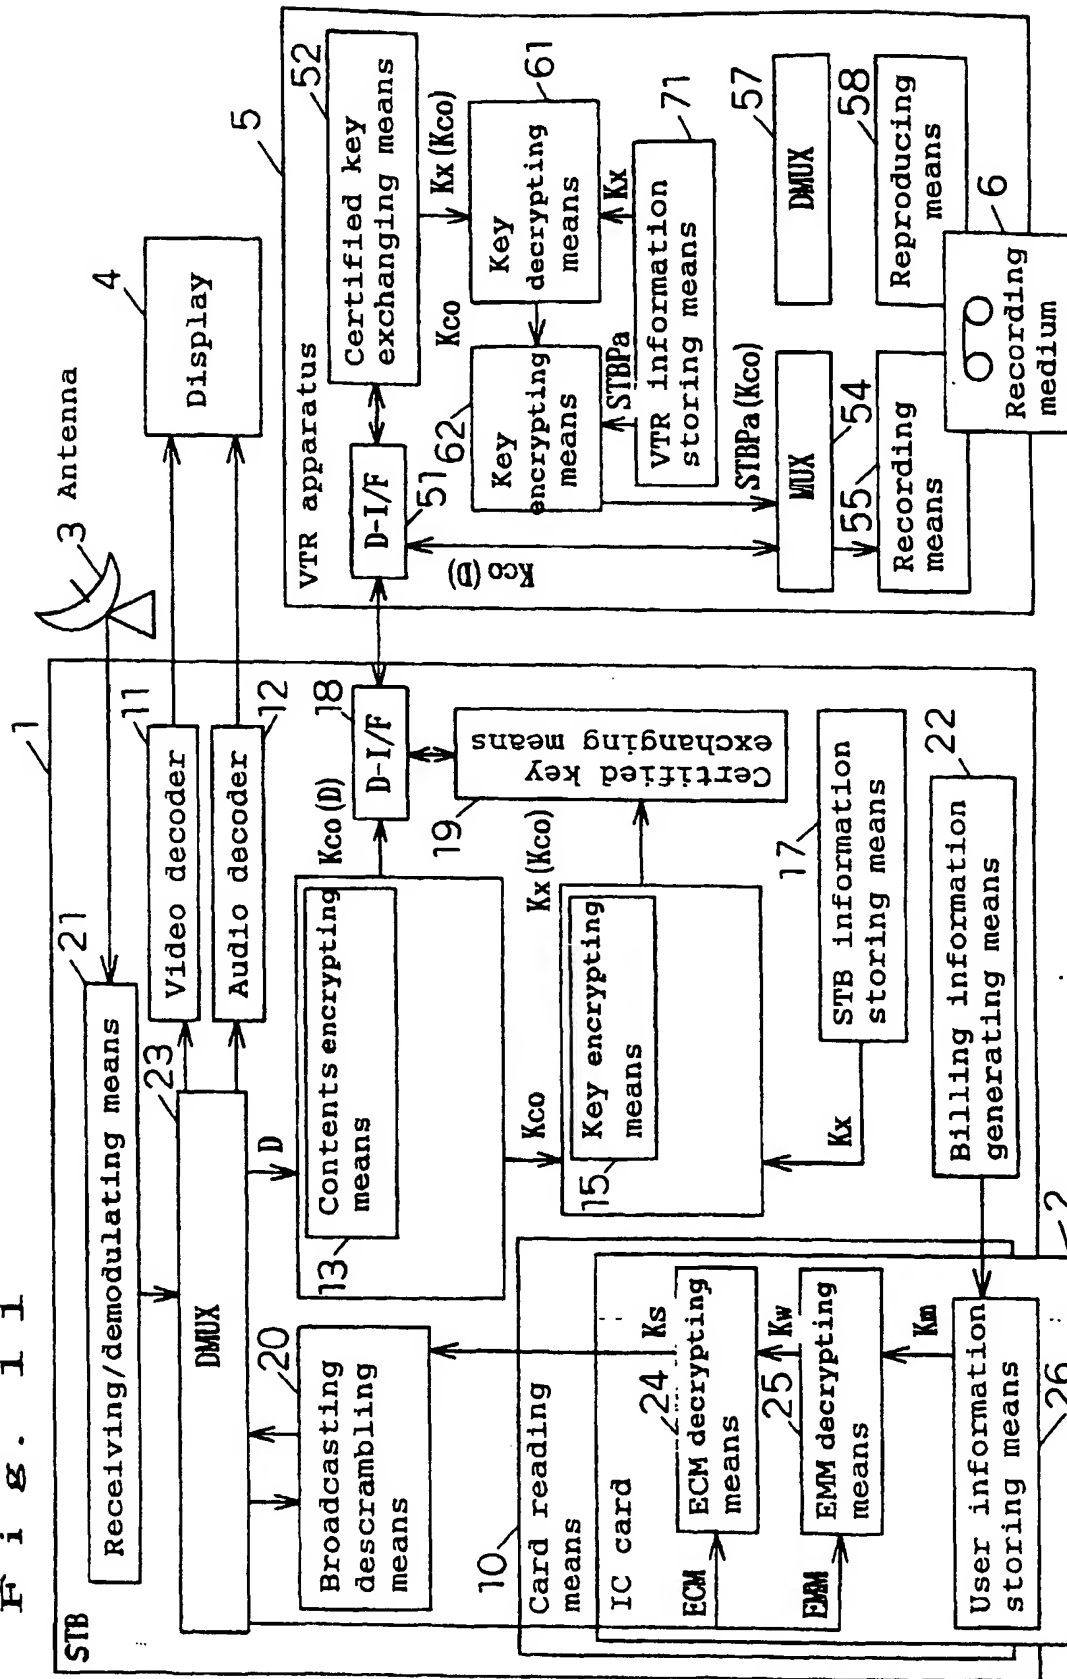 Fig. 11
STB
1
Receiving/demodulating means
21
3 Antenna
Video decoder
11
Audio decoder
12
4
Display
DMUX
23
D
20
Broadcasting
descrambling
means
Contents encrypting
means
13
Kco(D)
18
D-I/F
Kco
Key encrypting
means
15
Kx(Kco)
19
Certified key
exchanging means
Kx
17
STB information
storing means
22
Billing information
generating means
10
Card reading
means
IC card
2
Ks
24
ECM decrypting
means
ECM
Kw
25
EMM decrypting
means
EMM
Km
User information
storing means
26
5
VTR apparatus
D-I/F
51
52
Certified key
exchanging means
Kx(Kco)
61
Key
decrypting
means
Kx
Kco
62
Key
encrypting
means
STBPa
71
VTR information
storing means
Kco(D)
STBPa(Kco)
MUX
54
DMUX
57
55
Recording
means
58
Reproducing
means
6
Recording
medium